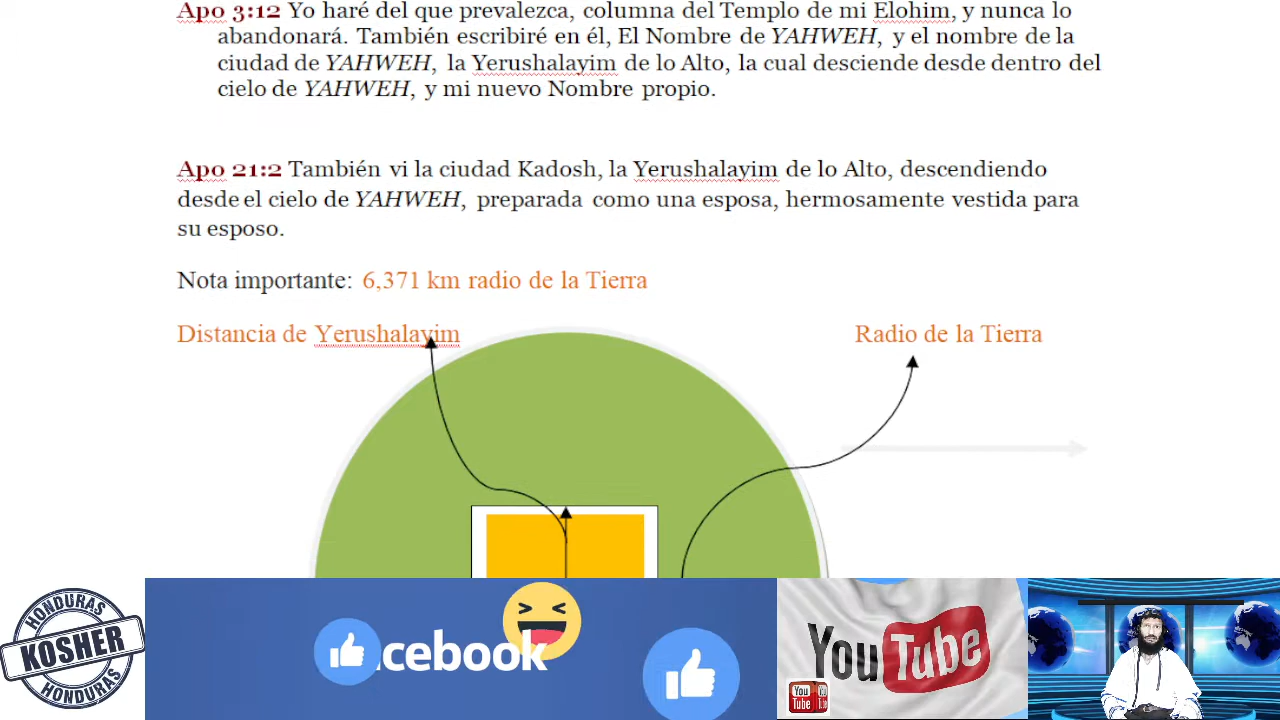 Apo 3:12 Yo haré del que prevalezca, columna del Templo de mi Elohim, y nunca lo
abandonará. También escribiré en él, El Nombre de YAHWEH, y el nombre de la
ciudad de YAHWEH, la Yerushalayim de lo Alto, la cual desciende desde dentro del
cielo de YAHWEH, y mi nuevo Nombre propio.
Apo 21:2 También vi la ciudad Kadosh, la Yerushalayim de lo Alto, descendiendo
desde el cielo de YAHWEH, preparada como una esposa, hermosamente vestida para
su esposo.
Nota importante: 6,371 km radio de la Tierra
Distancia de Yerushalayim
Radio de la Tierra
HONDURAS
KOSHER
HONDURAS
acebook
YouTube
You Tube